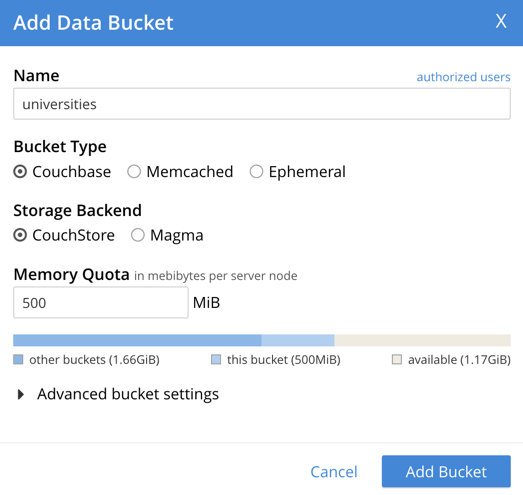 Add Data Bucket X
Name authorized users
universities
Bucket Type
Couchbase Memcached Ephemeral
Storage Backend
CouchStore Magma
Memory Quota in mebibytes per server node
500 MiB
other buckets (1.66GiB) this bucket (500MiB) available (1.17GiB)
Advanced bucket settings
Cancel Add Bucket